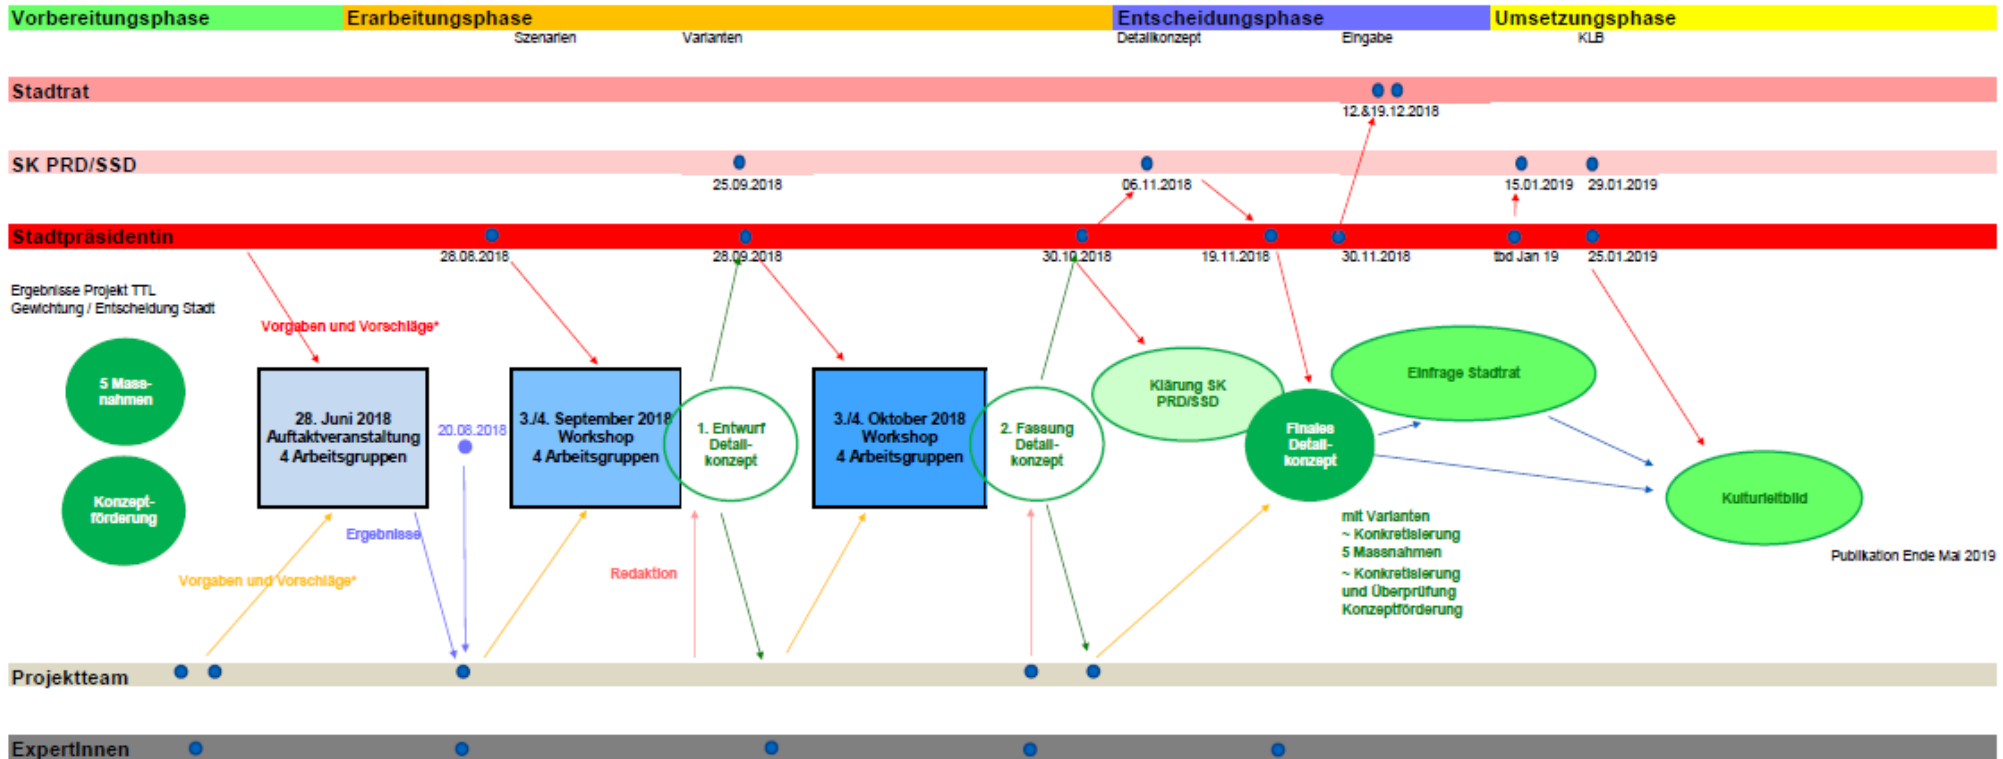 Vorbereitungsphase
Erarbeitungsphase
Entscheidungsphase
Umsetzungsphase
Szenarien
Varianten
Detailkonzept
Eingabe
KLB
Stadtrat
12.&19.12.2018
SK PRD/SSD
25.09.2018
06.11.2018
15.01.2019
29.01.2019
Stadtpräsidentin
28.08.2018
28.09.2018
30.10.2018
19.11.2018
30.11.2018
tbd Jan 19
25.01.2019
Ergebnisse Projekt TTL
Gewichtung / Entscheidung Stadt
Vorgaben und Vorschläge*
5 Mass-
nahmen
Konzept-
förderung
28. Juni 2018
Auftaktveranstaltung
4 Arbeitsgruppen
20.08.2018
3./4. September 2018
Workshop
4 Arbeitsgruppen
1. Entwurf
Detail-
konzept
3./4. Oktober 2018
Workshop
4 Arbeitsgruppen
2. Fassung
Detail-
konzept
Klärung SK
PRD/SSD
Finales
Detail-
konzept
Einfrage Stadtrat
Kulturleitbild
Ergebnisse
Vorgaben und Vorschläge*
Redaktion
mit Varianten
~ Konkretisierung
5 Massnahmen
~ Konkretisierung
und Überprüfung
Konzeptförderung
Publikation Ende Mai 2019
Projektteam
ExpertInnen